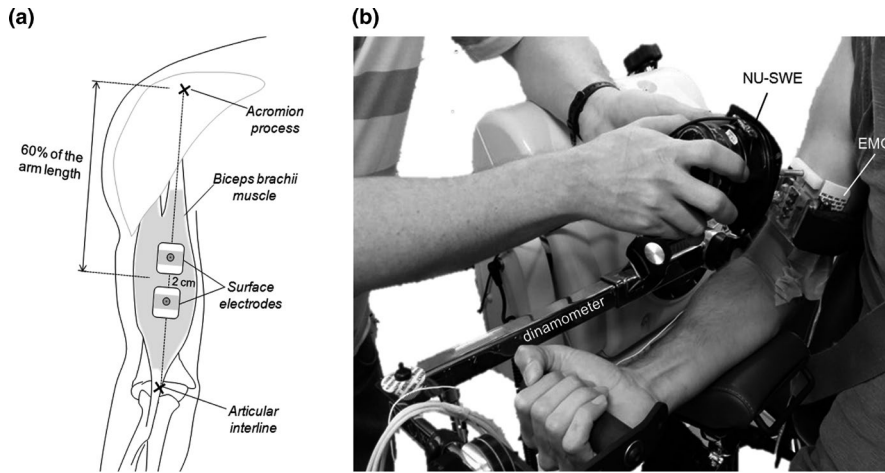 (a)
(b)
Acromion
process
60% of the
arm length
Biceps brachii
muscle
2 cm
Surface
electrodes
Articular
interline
NU-SWE
EMG
dinamometer